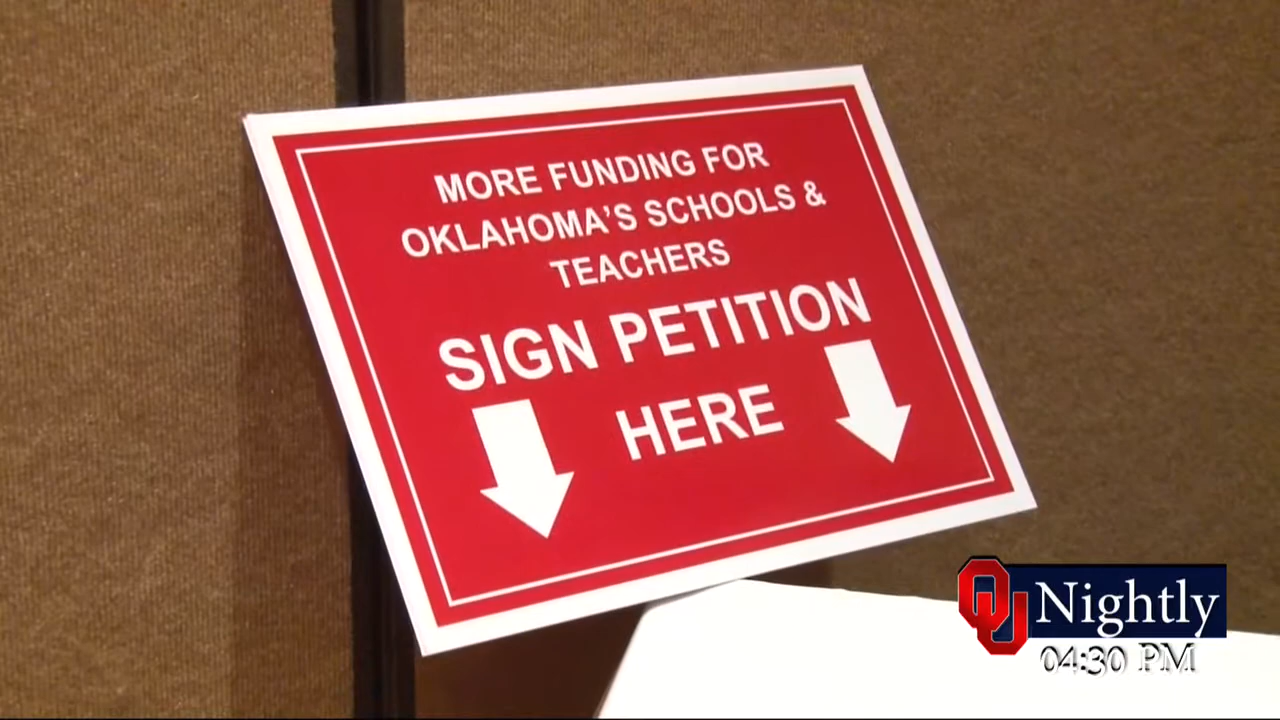 MORE FUNDING FOR
OKLAHOMA'S SCHOOLS &
TEACHERS
SIGN PETITION
HERE
OU Nightly
04:30 PM